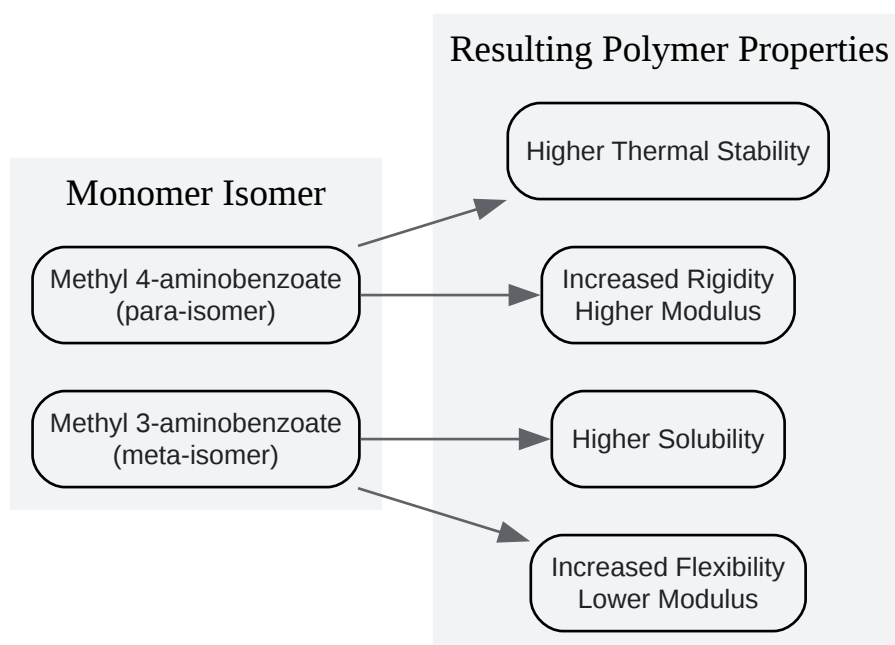 Resulting Polymer Properties
Higher Thermal Stability
Monomer Isomer
Methyl 4-aminobenzoate
(para-isomer)
Increased Rigidity
Higher Modulus
Methyl 3-aminobenzoate
(meta-isomer)
Higher Solubility
Increased Flexibility
Lower Modulus